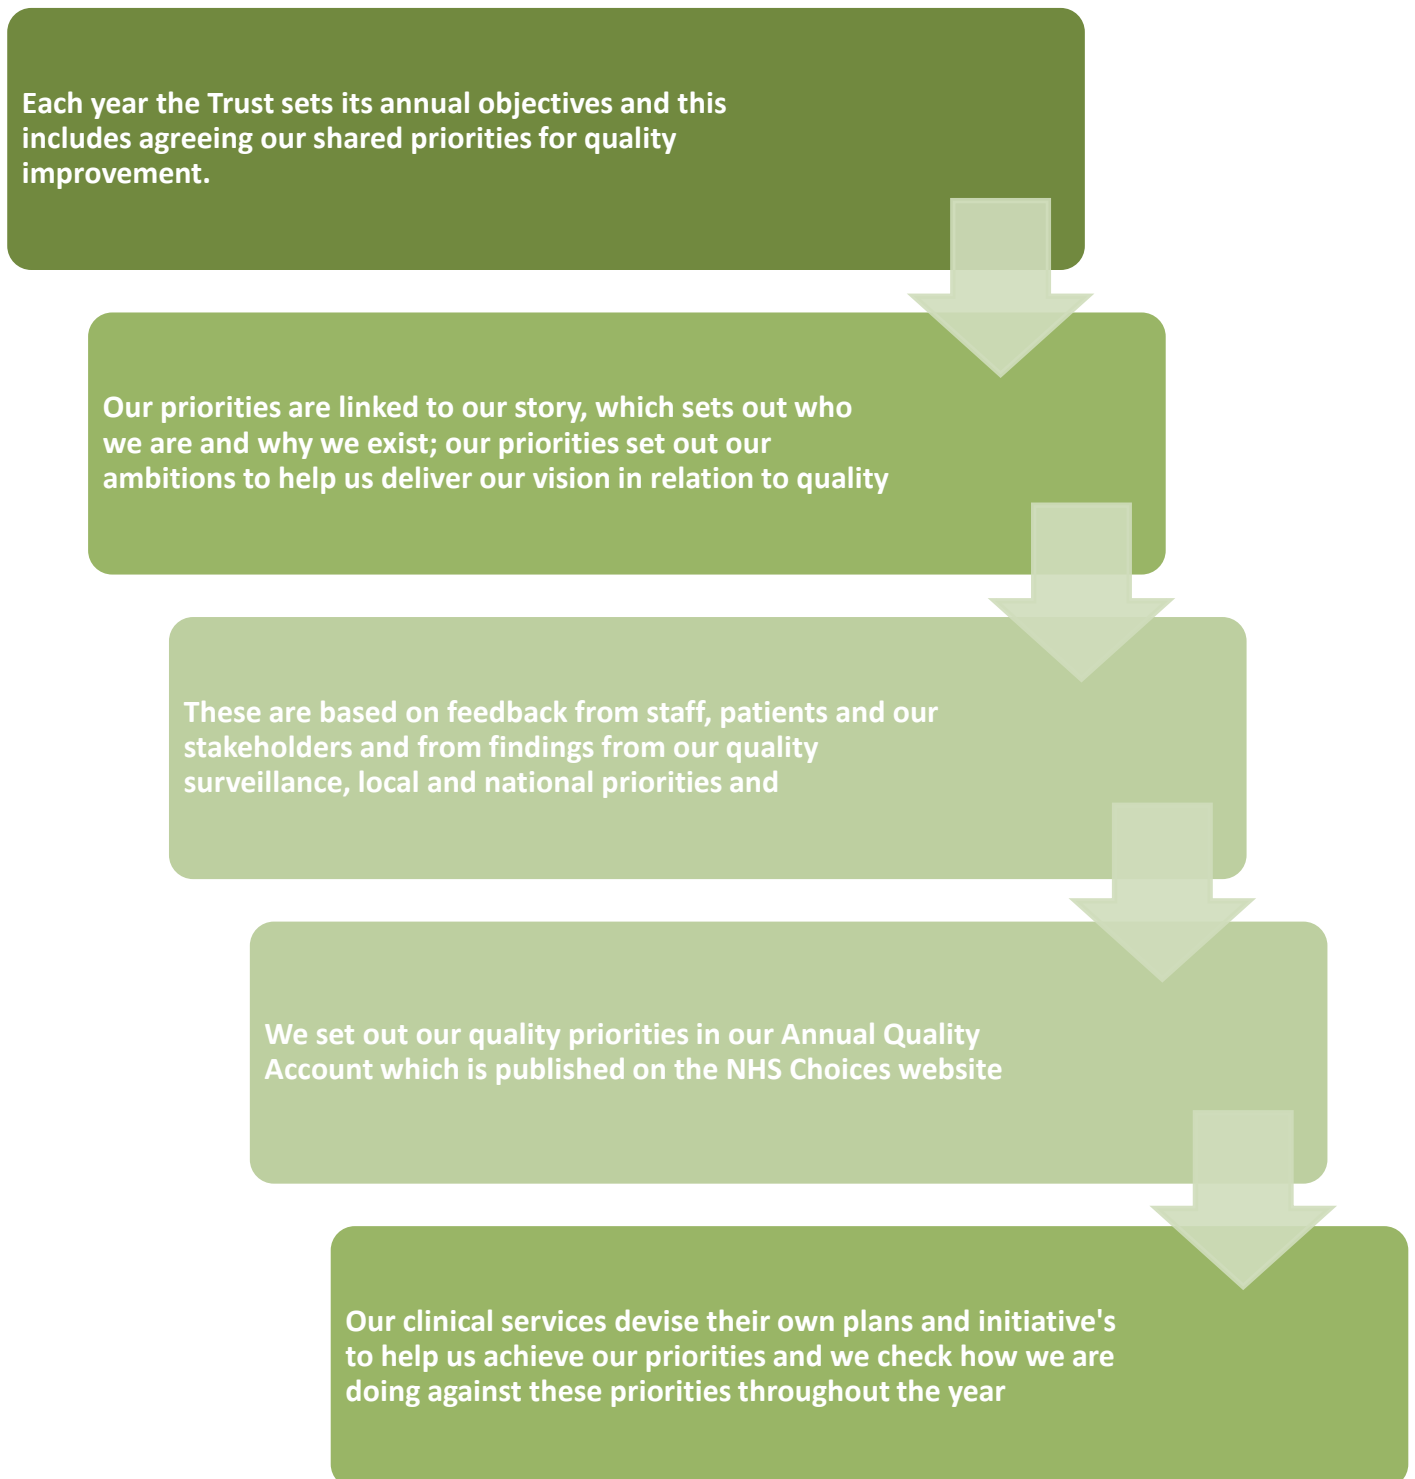 Each year the Trust sets its annual objectives and this
includes agreeing our shared priorities for quality
improvement.
Our priorities are linked to our story, which sets out who
we are and why we exist; our priorities set out our
ambitions to help us deliver our vision in relation to quality
These are based on feedback from staff, patients and our
stakeholders and from findings from our quality
surveillance, local and national priorities and
We set out our quality priorities in our Annual Quality
Account which is published on the NHS Choices website
Our clinical services devise their own plans and initiative's
to help us achieve our priorities and we check how we are
doing against these priorities throughout the year